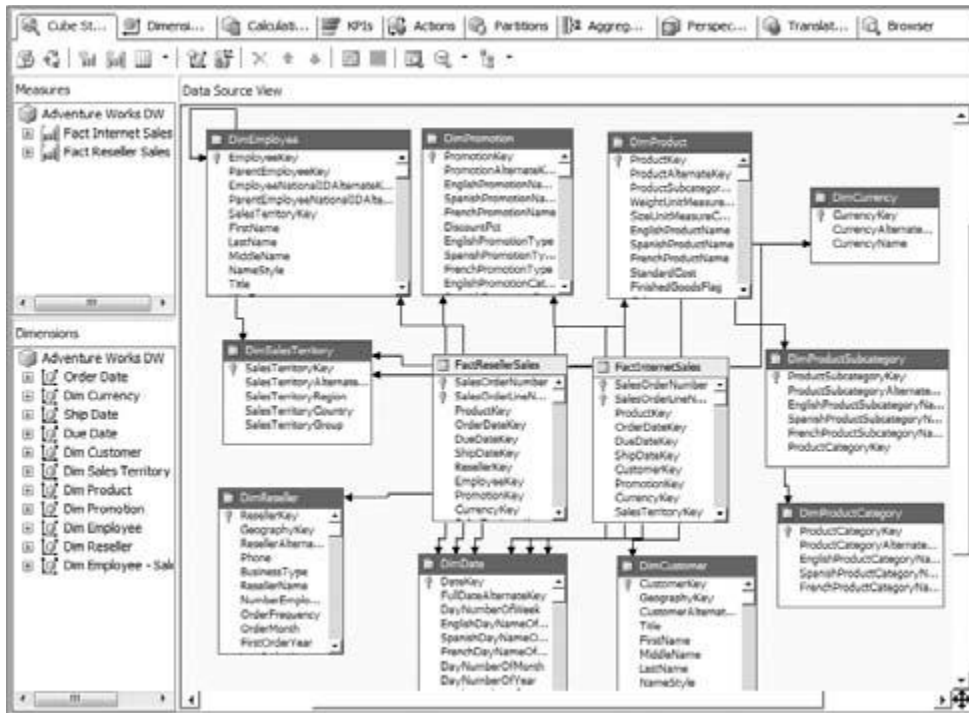 Cube St...
Dimensi...
Calculati...
KPIs
Actions
Partitions
Aggreg...
Perspec...
Translat...
Browser
Measures
Adventure Works DW
Fact Internet Sales
Fact Reseller Sales
Dimensions
Adventure Works DW
Order Date
Dim Currency
Ship Date
Due Date
Dim Customer
Dim Sales Territory
Dim Product
Dim Promotion
Dim Employee
Dim Reseller
Dim Employee - Sal
Data Source View
DimEmployee
EmployeeKey
ParentEmployeeKey
EmployeeNationalIDAlternateK...
ParentEmployeeNationalIDAlte...
SalesTerritoryKey
FirstName
LastName
MiddleName
NameStyle
Title
DimPromotion
PromotionKey
PromotionAlternateK...
EnglishPromotionNa...
SpanishPromotionNa...
FrenchPromotionName
DiscountPct
EnglishPromotionType
SpanishPromotionTy...
FrenchPromotionType
EnglishPromotionCat...
DimProduct
ProductKey
ProductAlternateKey
ProductSubcategor...
WeightUnitMeasure...
SizeUnitMeasureC...
EnglishProductName
SpanishProductName
FrenchProductName
StandardCost
FinishedGoodsFlag
DimCurrency
CurrencyKey
CurrencyAlternate...
CurrencyName
DimSalesTerritory
SalesTerritoryKey
SalesTerritoryAlternate...
SalesTerritoryRegion
SalesTerritoryCountry
SalesTerritoryGroup
FactResellerSales
SalesOrderNumber
SalesOrderLineN...
ProductKey
OrderDateKey
DueDateKey
ShipDateKey
ResellerKey
EmployeeKey
PromotionKey
CurrencyKey
FactInternetSales
SalesOrderNumber
SalesOrderLineN...
ProductKey
OrderDateKey
DueDateKey
ShipDateKey
CustomerKey
PromotionKey
CurrencyKey
SalesTerritoryKey
DimProductSubcategory
ProductSubcategoryKey
ProductSubcategoryAlternate...
EnglishProductSubcategoryNa...
SpanishProductSubcategoryNa...
FrenchProductSubcategoryNa...
ProductCategoryKey
DimReseller
ResellerKey
GeographyKey
ResellerAlterna...
Phone
BusinessType
ResellerName
NumberEmplo...
OrderFrequency
OrderMonth
FirstOrderYear
DimDate
DateKey
FullDateAlternateKey
DayNumberOfWeek
EnglishDayNameOf...
SpanishDayNameO...
FrenchDayNameOf...
DayNumberOfMonth
DayNumberOfYear
DimCustomer
CustomerKey
GeographyKey
CustomerAlternat...
Title
FirstName
MiddleName
LastName
NameStyle
DimProductCategory
ProductCategoryKey
ProductCategoryAlternate...
EnglishProductCategoryNa...
SpanishProductCategoryN...
FrenchProductCategoryNa...